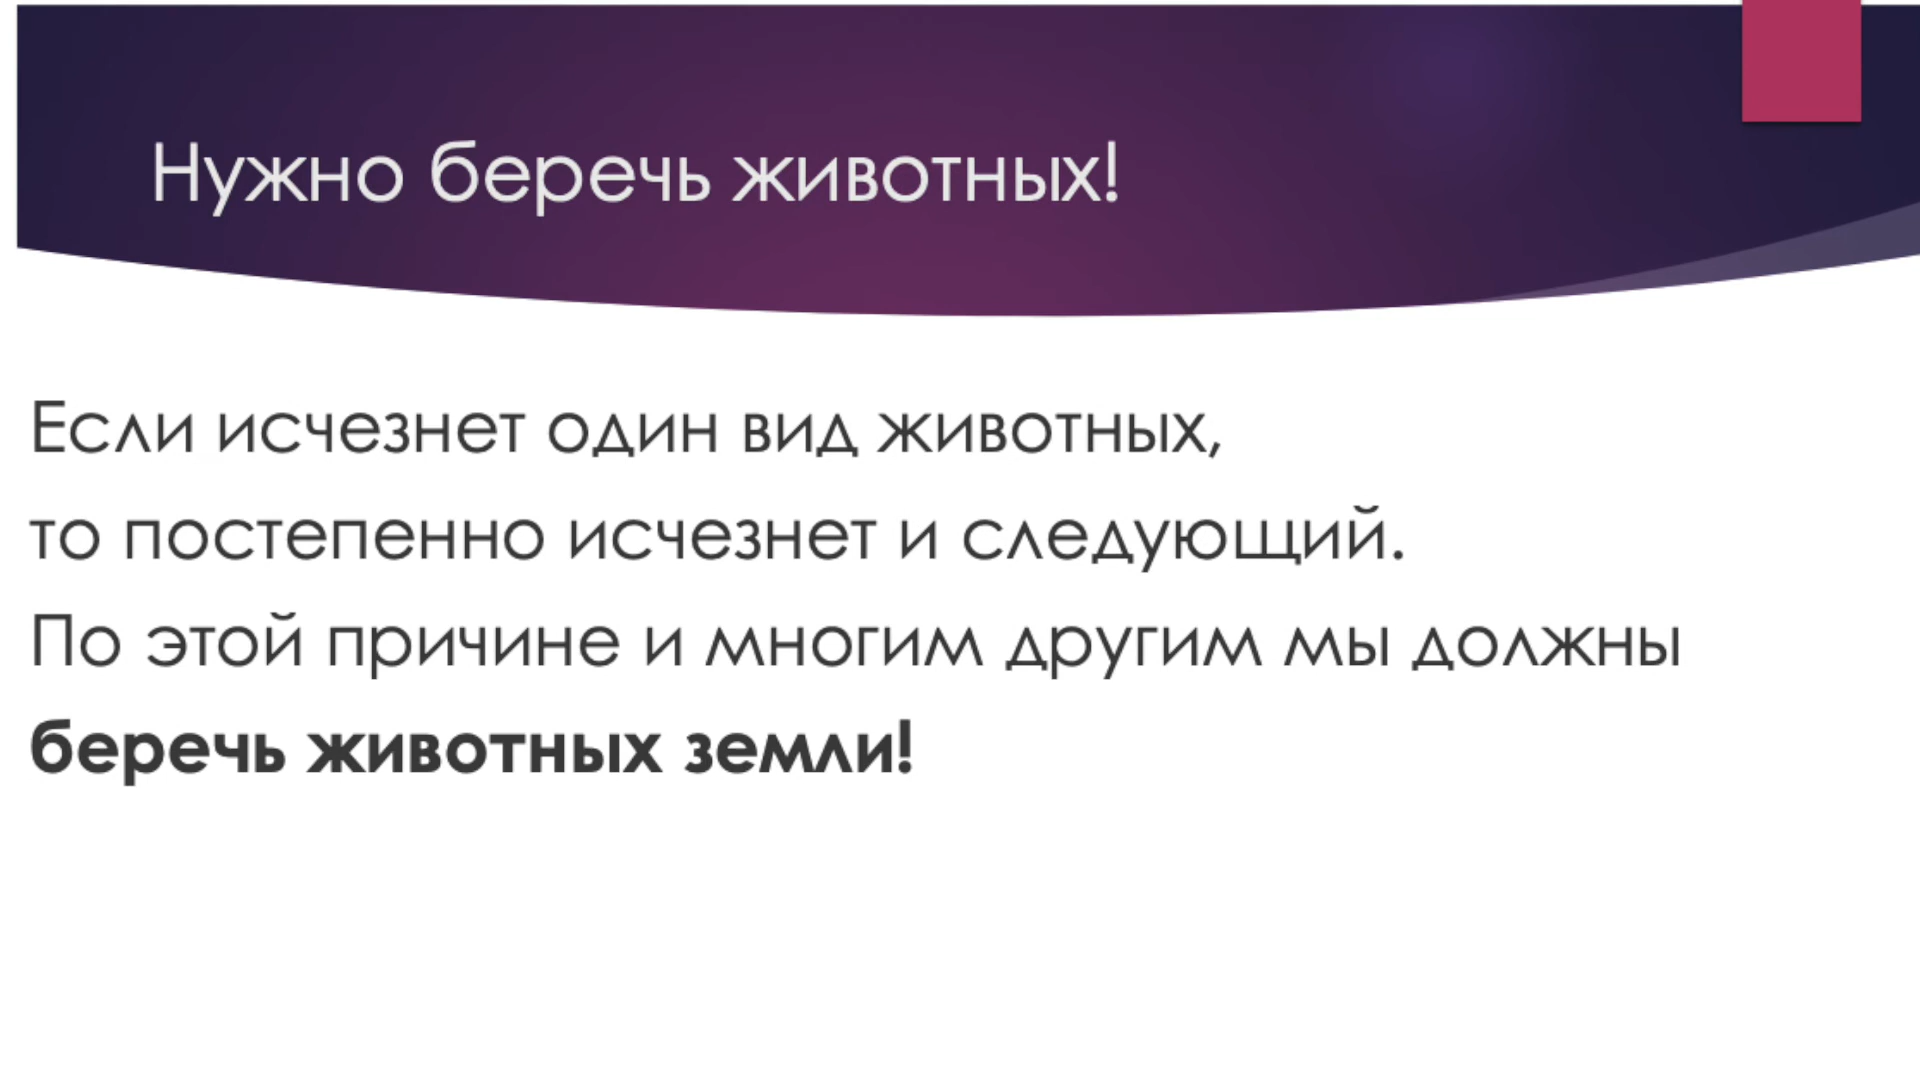 Нужно беречь животных!
Если исчезнет один вид животных,
то постепенно исчезнет и следующий.
По этой причине и многим другим мы должны
беречь животных земли!